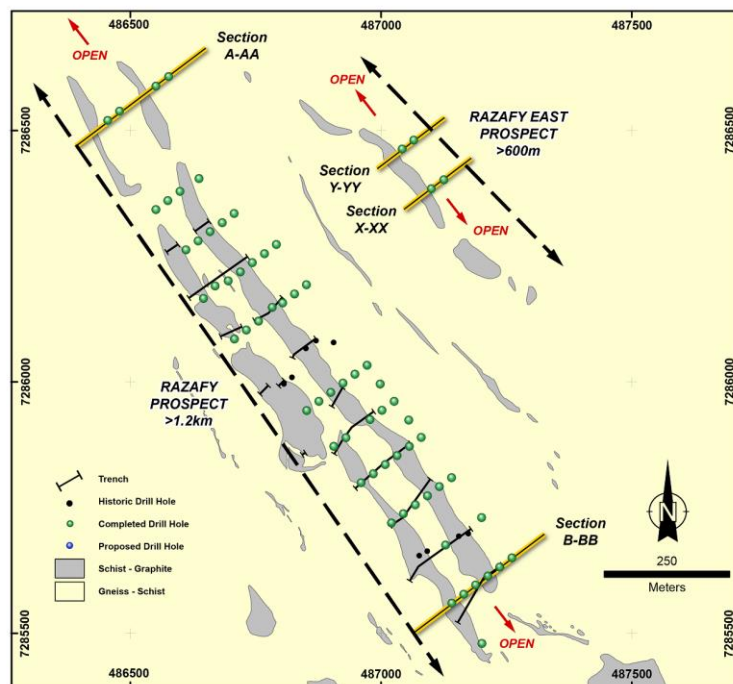 486500
487000
487500
Section
A-AA
OPEN
OPEN
RAZAFY EAST
PROSPECT
>600m
7286500
7286500
Section
Y-YY
Section
X-XX
OPEN
7286000
7286000
RAZAFY
PROSPECT
>1.2km
Trench
Historic Drill Hole
Completed Drill Hole
Proposed Drill Hole
Schist - Graphite
Gneiss - Schist
Section
B-BB
N
250
Meters
7285500
7285500
OPEN
486500
487000
487500